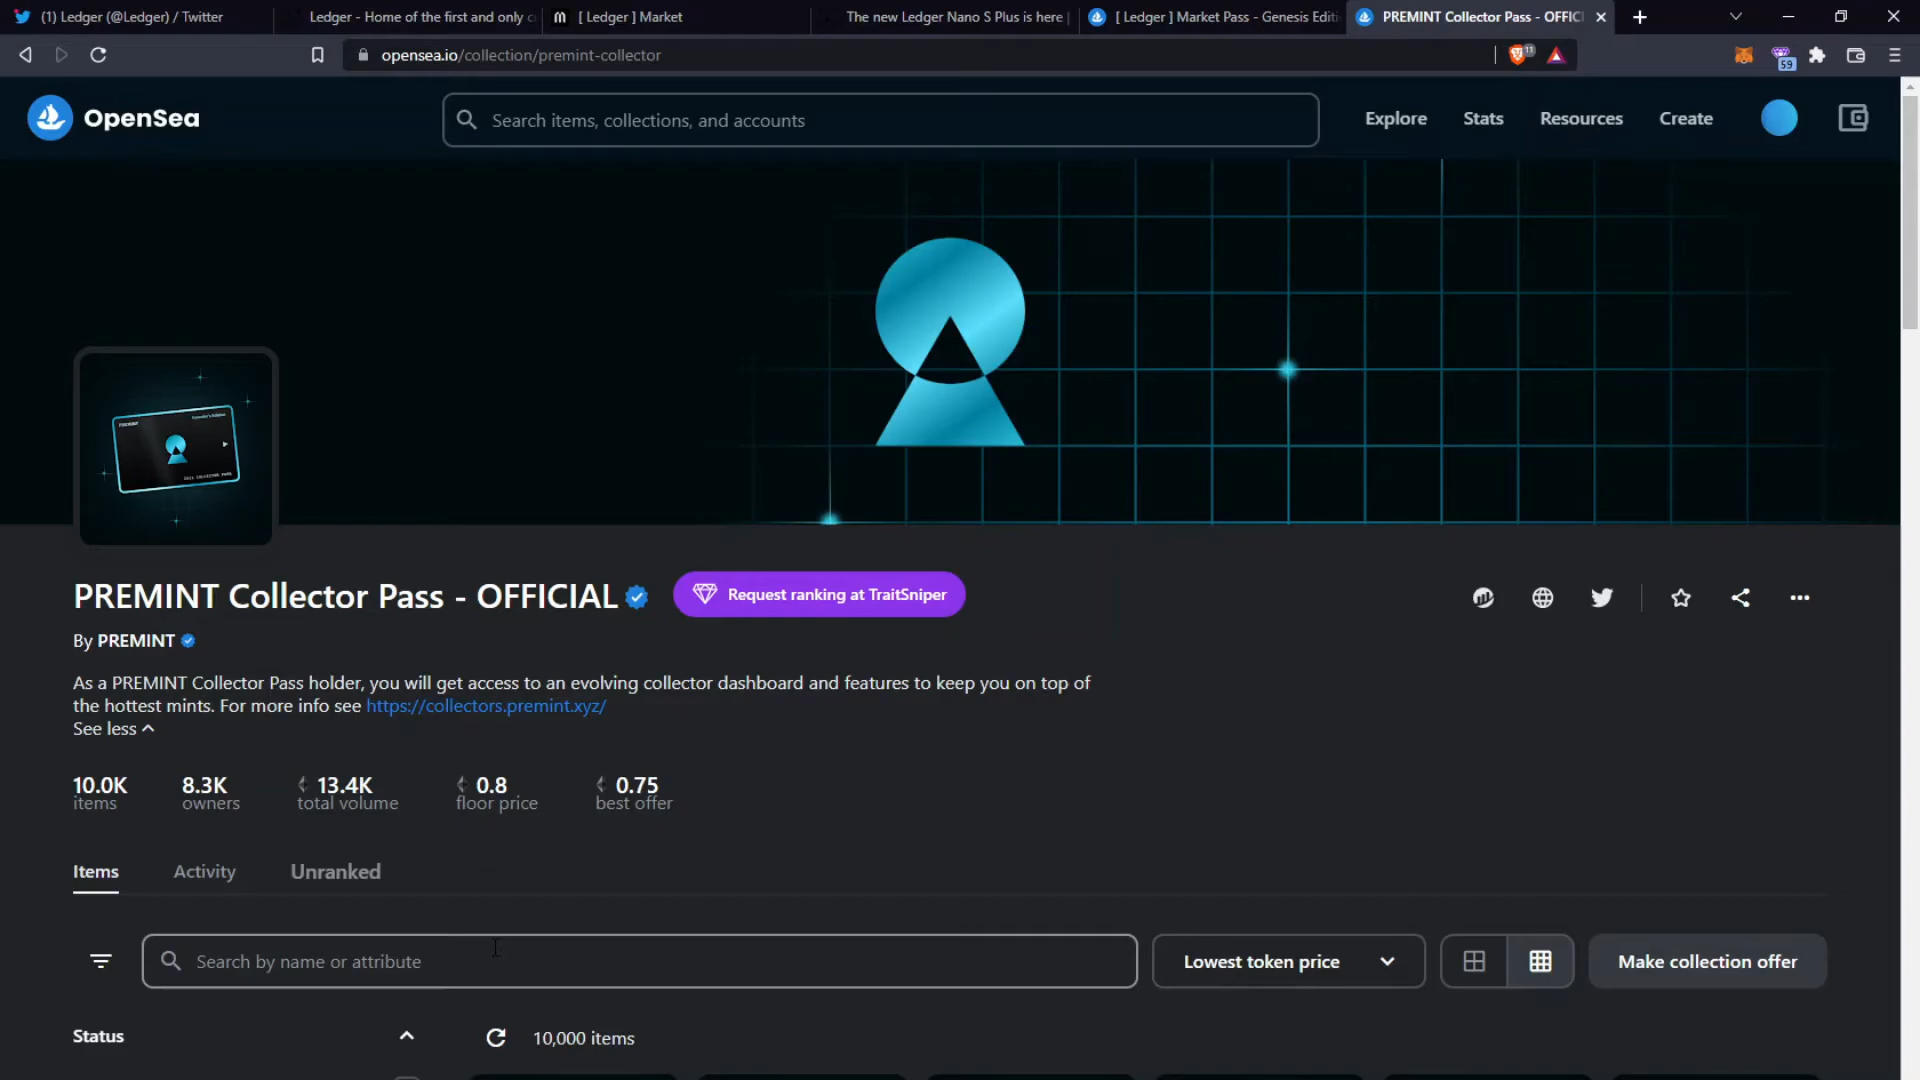 (1) Ledger (@Ledger) / Twitter
Ledger - Home of the first and only c
[ Ledger ] Market
The new Ledger Nano S Plus is here |
[ Ledger ] Market Pass - Genesis Editi
PREMINT Collector Pass - OFFICI
opensea.io/collection/premint-collector
11
59
OpenSea
Search items, collections, and accounts
Explore
Stats
Resources
Create
PREMINT Collector Pass - OFFICIAL
Request ranking at TraitSniper
By PREMINT
As a PREMINT Collector Pass holder, you will get access to an evolving collector dashboard and features to keep you on top of
the hottest mints. For more info see https://collectors.premint.xyz/
See less
10.0K
8.3K
13.4K
0.8
0.75
items
owners
total volume
floor price
best offer
Items
Activity
Unranked
Search by name or attribute
Lowest token price
Make collection offer
Status
10,000 items